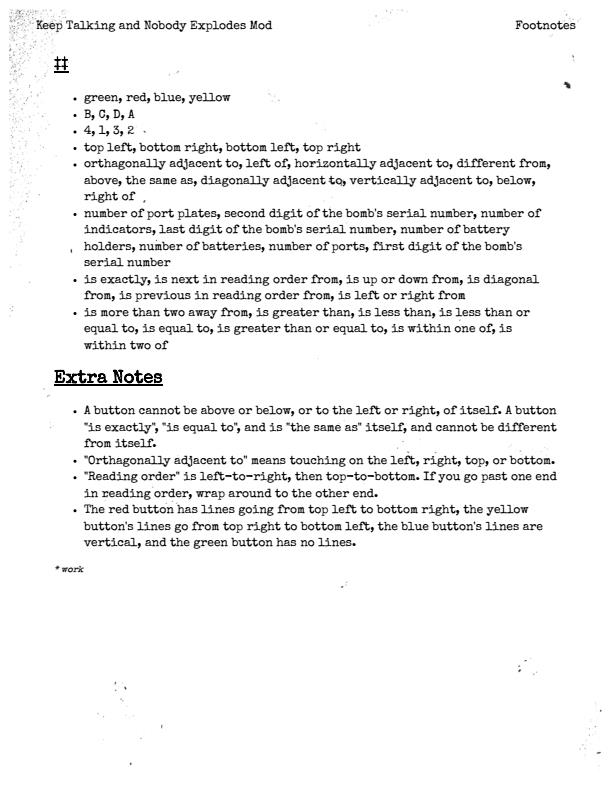 Keep Talking and Nobody Explodes Mod Footnotes
‡‡
• green, red, blue, yellow
• B, C, D, A
• 4, 1, 3, 2
• top left, bottom right, bottom left, top right
• orthagonally adjacent to, left of, horizontally adjacent to, different from,
above, the same as, diagonally adjacent to, vertically adjacent to, below,
right of
• number of port plates, second digit of the bomb's serial number, number of
indicators, last digit of the bomb's serial number, number of battery
holders, number of batteries, number of ports, first digit of the bomb's
serial number
• is exactly, is next in reading order from, is up or down from, is diagonal
from, is previous in reading order from, is left or right from
• is more than two away from, is greater than, is less than, is less than or
equal to, is equal to, is greater than or equal to, is within one of, is
within two of
Extra Notes
• A button cannot be above or below, or to the left or right, of itself. A button
"is exactly", "is equal to", and is "the same as" itself, and cannot be different
from itself.
• "Orthagonally adjacent to" means touching on the left, right, top, or bottom.
• "Reading order" is left-to-right, then top-to-bottom. If you go past one end
in reading order, wrap around to the other end.
• The red button has lines going from top left to bottom right, the yellow
button's lines go from top right to bottom left, the blue button's lines are
vertical, and the green button has no lines.
* work